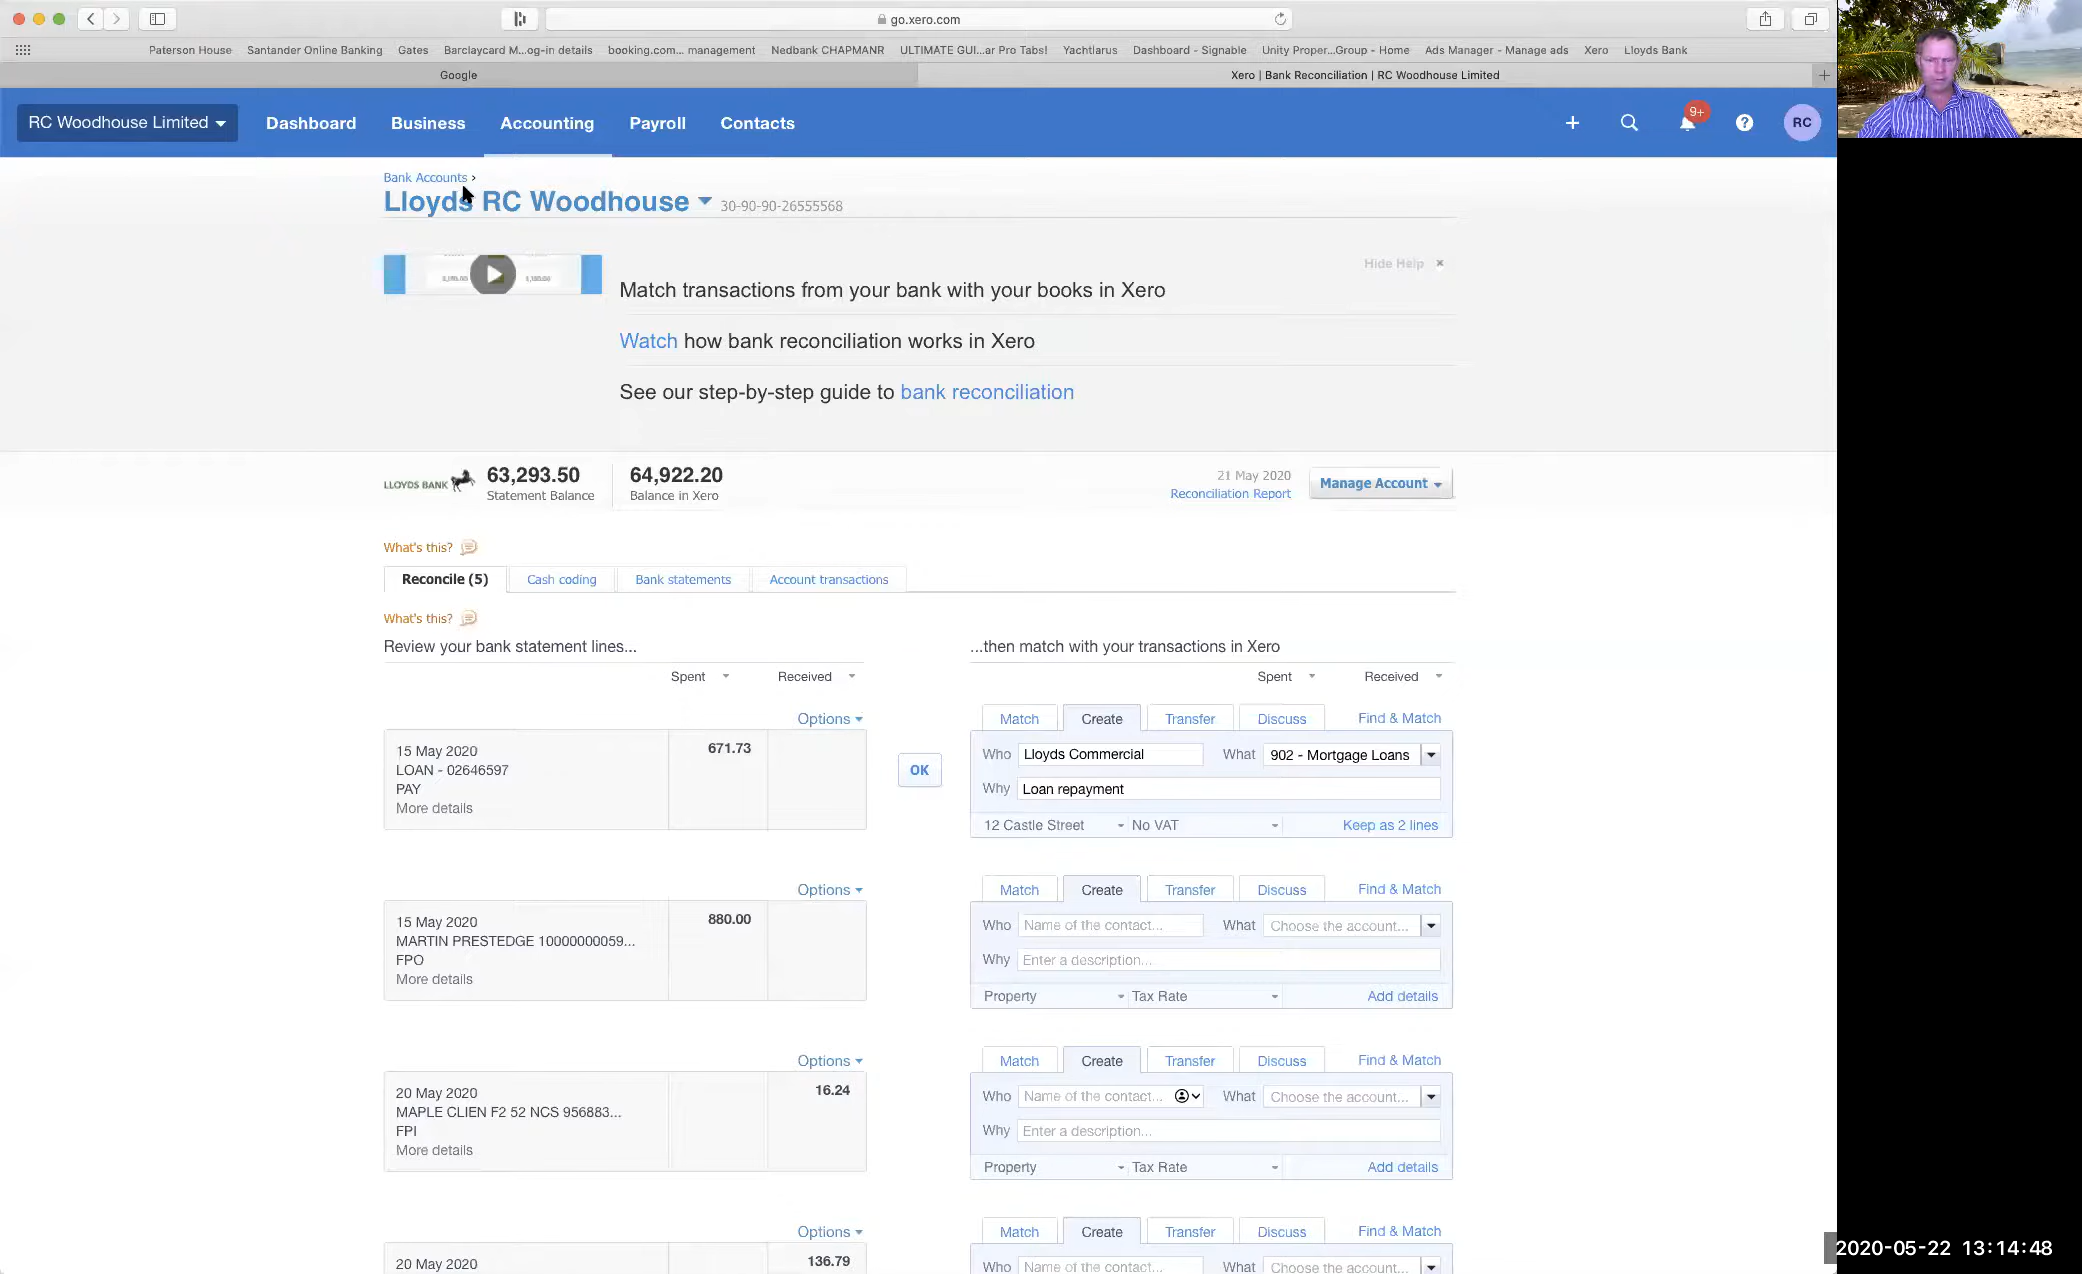 go.xero.com
Paterson House
Santander Online Banking
Gates
Barclaycard M...og-in details
booking.com... management
Nedbank CHAPMANR
ULTIMATE GUI...ar Pro Tabs!
Yachtlarus
Dashboard - Signable
Unity Proper...Group - Home
Ads Manager - Manage ads
Xero
Lloyds Bank
Google
Xero | Bank Reconciliation | RC Woodhouse Limited
RC Woodhouse Limited
Dashboard
Business
Accounting
Payroll
Contacts
9+
RC
Bank Accounts ›
Lloyds RC Woodhouse
30-90-90-26555568
Hide Help ×
Match transactions from your bank with your books in Xero
Watch how bank reconciliation works in Xero
See our step-by-step guide to bank reconciliation
LLOYDS BANK
63,293.50
Statement Balance
64,922.20
Balance in Xero
21 May 2020
Reconciliation Report
Manage Account
What's this?
Reconcile (5)
Cash coding
Bank statements
Account transactions
What's this?
Review your bank statement lines...
...then match with your transactions in Xero
Spent
Received
Spent
Received
Options
15 May 2020
LOAN - 02646597
PAY
More details
671.73
OK
Match
Create
Transfer
Discuss
Find & Match
Who Lloyds Commercial
What 902 - Mortgage Loans
Why Loan repayment
12 Castle Street
No VAT
Keep as 2 lines
Options
15 May 2020
MARTIN PRESTEDGE 10000000059...
FPO
More details
880.00
Match
Create
Transfer
Discuss
Find & Match
Who Name of the contact...
What Choose the account...
Why Enter a description...
Property
Tax Rate
Add details
Options
20 May 2020
MAPLE CLIEN F2 52 NCS 956883...
FPI
More details
16.24
Match
Create
Transfer
Discuss
Find & Match
Who Name of the contact...
What Choose the account...
Why Enter a description...
Property
Tax Rate
Add details
Options
20 May 2020
136.79
Match
Create
Transfer
Discuss
Find & Match
Who Name of the contact...
What Choose the account...
2020-05-22 13:14:48